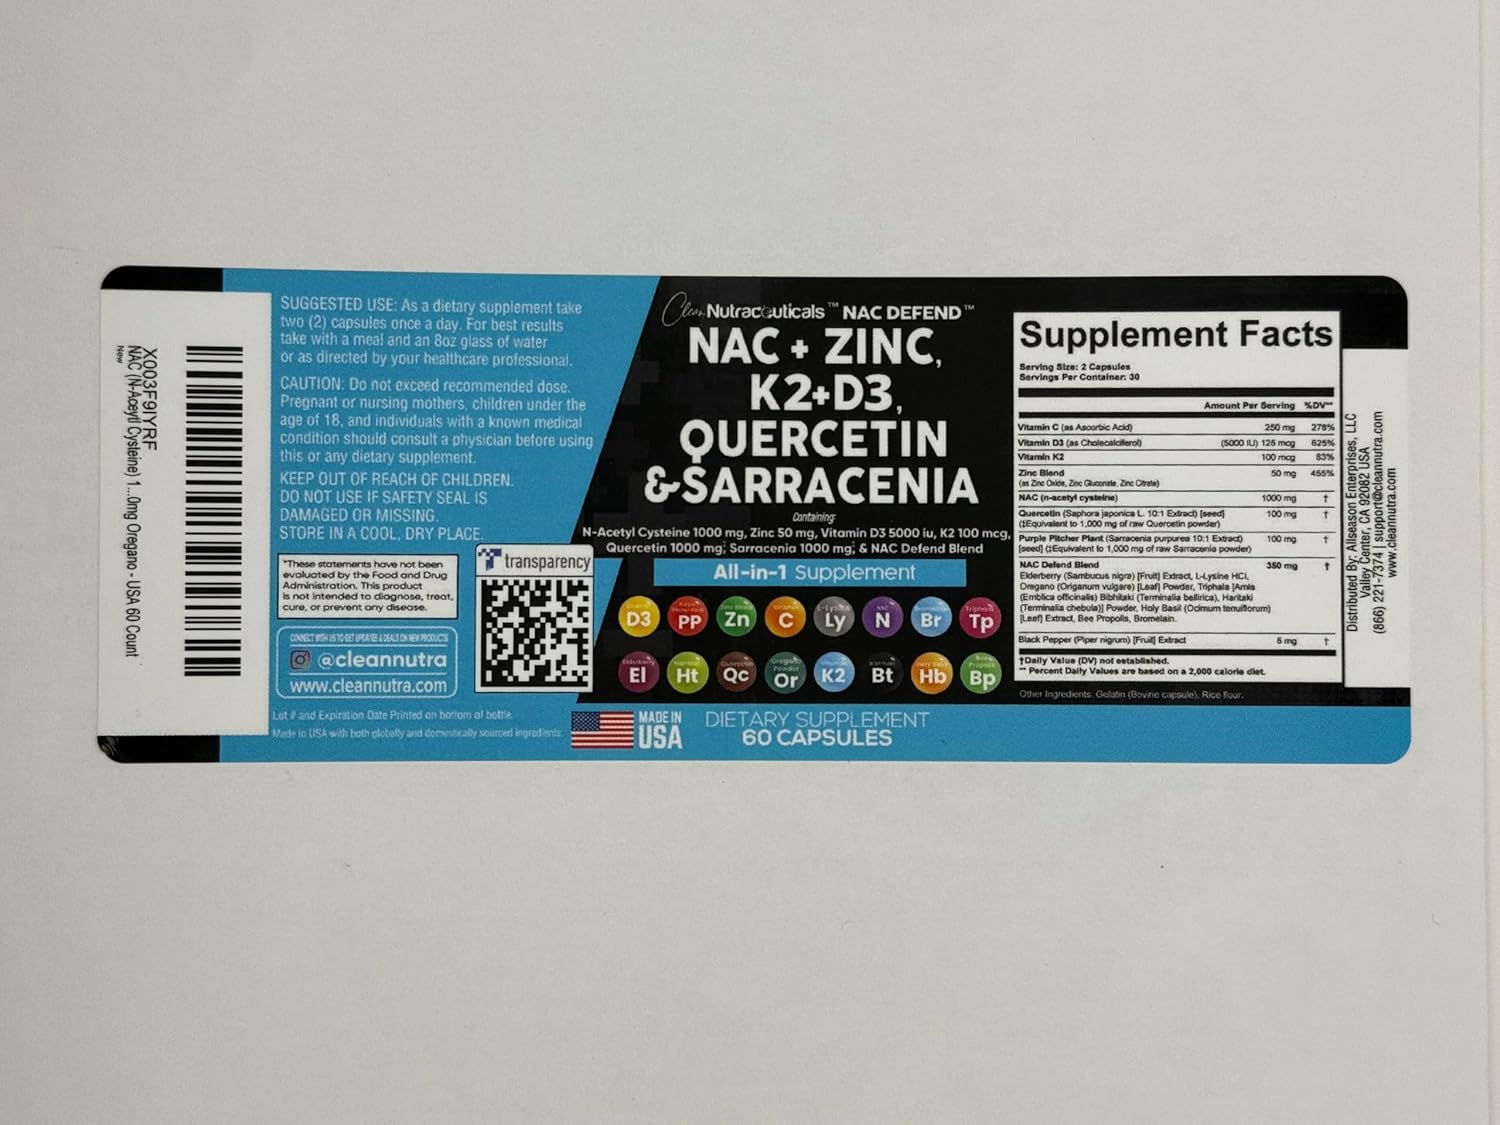 X003F9IYRF
NAC (N-Aceytl Cysteine) 1...0mg Oregano - USA 60 Count
New
SUGGESTED USE: As a dietary supplement take
two (2) capsules once a day. For best results
take with a meal and an 8oz glass of water
or as directed by your healthcare professional.
CAUTION: Do not exceed recommended dose.
Pregnant or nursing mothers, children under the
age of 18, and individuals with a known medical
condition should consult a physician before using
this or any dietary supplement.
KEEP OUT OF REACH OF CHILDREN.
DO NOT USE IF SAFETY SEAL IS
DAMAGED OR MISSING.
STORE IN A COOL, DRY PLACE.
*These statements have not been
evaluated by the Food and Drug
Administration. This product
is not intended to diagnose, treat,
cure, or prevent any disease.
CONNECT WITH US TO GET UPDATES & DEALS ON NEW PRODUCTS
@cleannutra
www.cleannutra.com
Lot # and Expiration Date Printed on bottom of bottle.
Made in USA with both globally and domestically sourced ingredients.
transparency
Clean Nutraceuticals™ NAC DEFEND™
NAC + ZINC,
K2+D3,
QUERCETIN
&SARRACENIA
Containing:
N-Acetyl Cysteine 1000 mg, Zinc 50 mg, Vitamin D3 5000 iu, K2 100 mcg,
Quercetin 1000 mg‡, Sarracenia 1000 mg‡, & NAC Defend Blend
All-in-1 Supplement
D3 PP Zn C Ly N Br Tp
El Ht Qc Or K2 Bt Hb Bp
MADE IN
USA
DIETARY SUPPLEMENT
60 CAPSULES
Supplement Facts
Serving Size: 2 Capsules
Servings Per Container: 30
Amount Per Serving %DV**
Vitamin C (as Ascorbic Acid) 250 mg 278%
Vitamin D3 (as Cholecalciferol) (5000 IU) 125 mcg 625%
Vitamin K2 100 mcg 83%
Zinc Blend 50 mg 455%
(as Zinc Oxide, Zinc Gluconate, Zinc Citrate)
NAC (n-acetyl cysteine) 1000 mg †
Quercetin (Saphora japonica L. 10:1 Extract) [seed] 100 mg †
(‡Equivalent to 1,000 mg of raw Quercetin powder)
Purple Pitcher Plant (Sarracenia purpurea 10:1 Extract) 100 mg †
[seed] (‡Equivalent to 1,000 mg of raw Sarracenia powder)
NAC Defend Blend 350 mg †
Elderberry (Sambucus nigra) [Fruit] Extract, L-Lysine HCl,
Oregano (Origanum vulgare) [Leaf] Powder, Triphala [Amla
(Emblica officinalis) Bibhitaki (Terminalia bellirica), Haritaki
(Terminalia chebula)] Powder, Holy Basil (Ocimum tenuiflorum)
[Leaf] Extract, Bee Propolis, Bromelain.
Black Pepper (Piper nigrum) [Fruit] Extract 5 mg †
†Daily Value (DV) not established.
** Percent Daily Values are based on a 2,000 calorie diet.
Other Ingredients: Gelatin (Bovine capsule), Rice flour.
Distributed By: Allseason Enterprises, LLC
Valley Center, CA 92082 USA
(866) 221-7374 | support@cleannutra.com
www.cleannutra.com